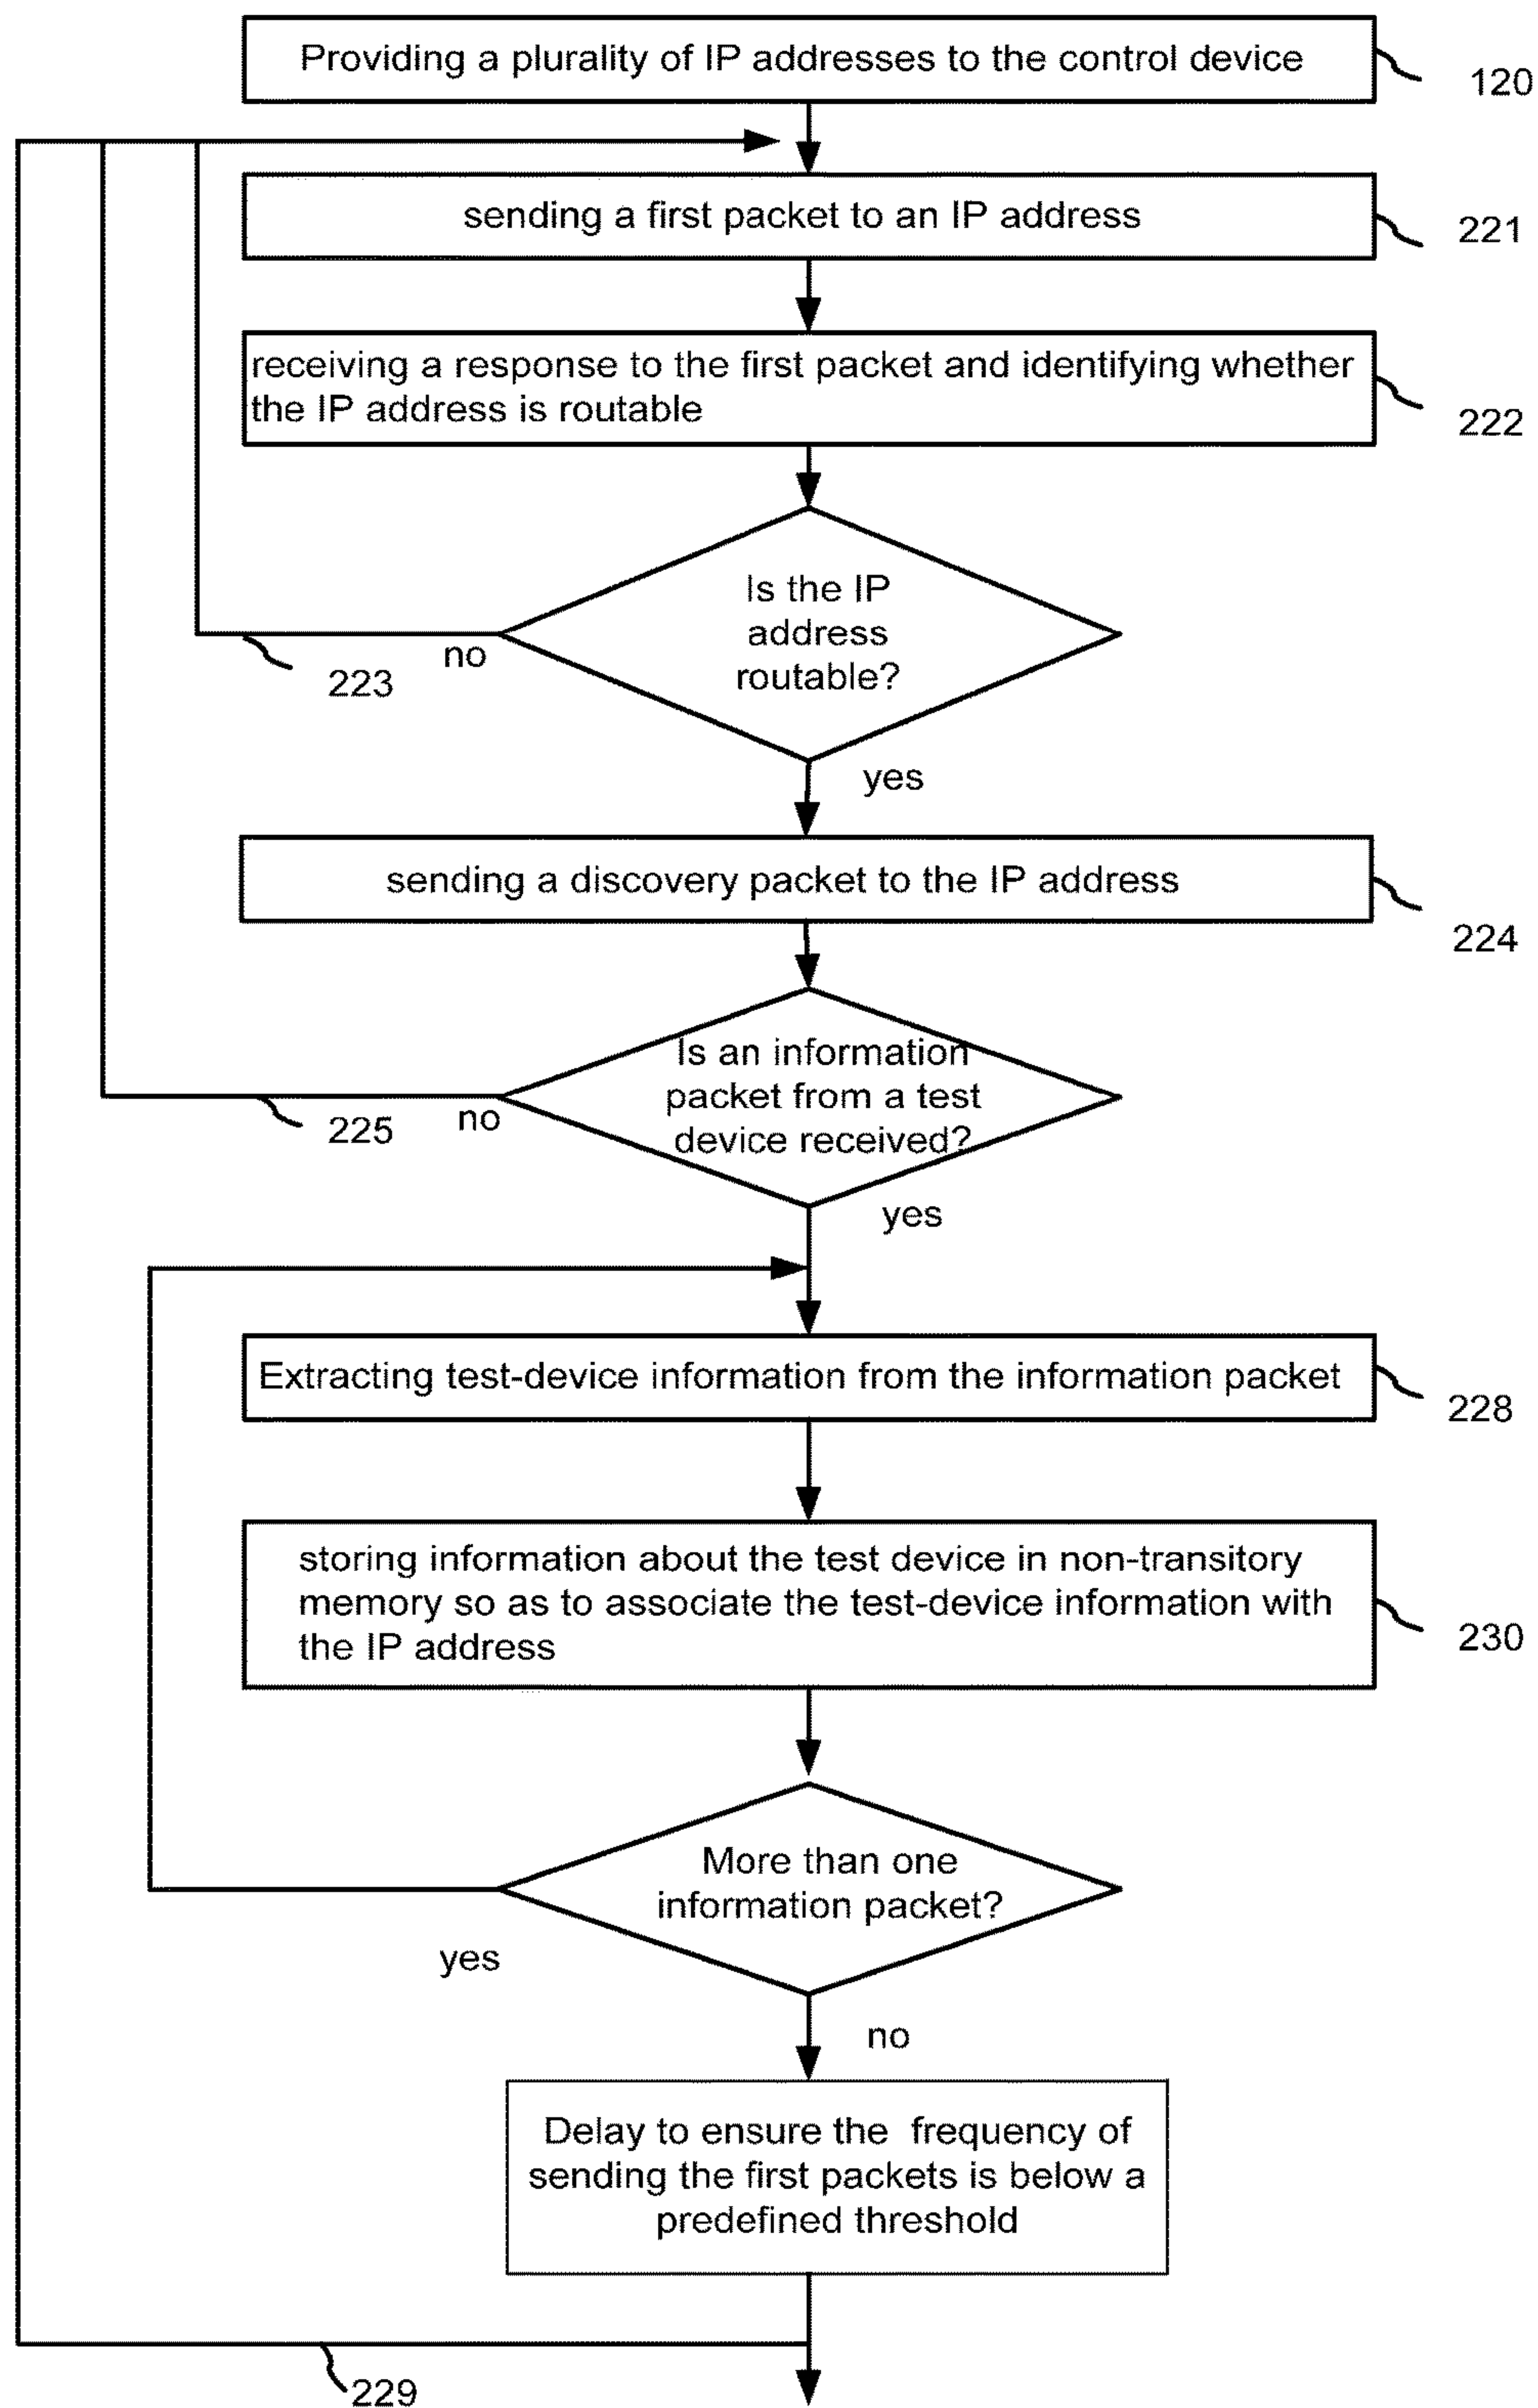 Providing a plurality of IP addresses to the control device
120
sending a first packet to an IP address
221
receiving a response to the first packet and identifying whether
the IP address is routable
222
Is the IP
address
routable?
no
223
yes
sending a discovery packet to the IP address
224
Is an information
packet from a test
device received?
no
225
yes
Extracting test-device information from the information packet
228
storing information about the test device in non-transitory
memory so as to associate the test-device information with
the IP address
230
More than one
information packet?
yes
no
Delay to ensure the frequency of
sending the first packets is below a
predefined threshold
229